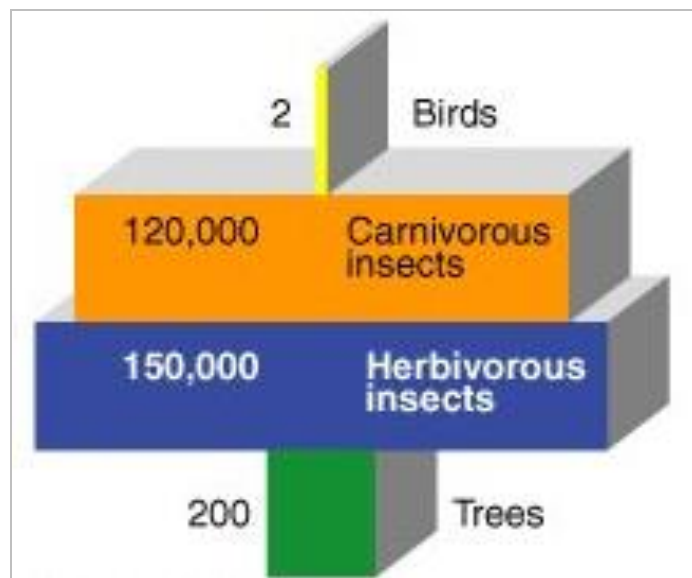 2 Birds
120,000 Carnivorous
insects
150,000 Herbivorous
insects
200 Trees